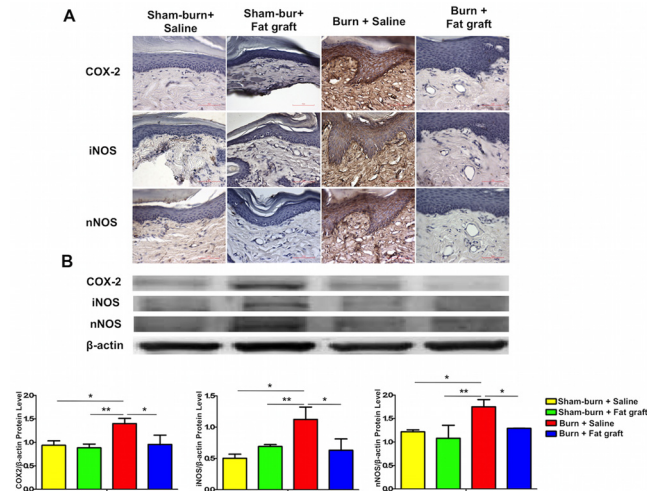 A
Sham-burn+
Saline
Sham-bur+
Fat graft
Burn + Saline
Burn +
Fat graft
COX-2
iNOS
nNOS
B
COX-2
iNOS
nNOS
β-actin
COX2/β-actin Protein Level
2.0
1.5
1.0
0.5
0.0
*
**
*
iNOS/β-actin Protein Level
1.5
1.0
0.5
0.0
*
**
*
nNOS/β-actin Protein Level
2.0
1.5
1.0
0.5
0.0
*
**
*
Sham-burn + Saline
Sham-burn + Fat graft
Burn + Saline
Burn + Fat graft